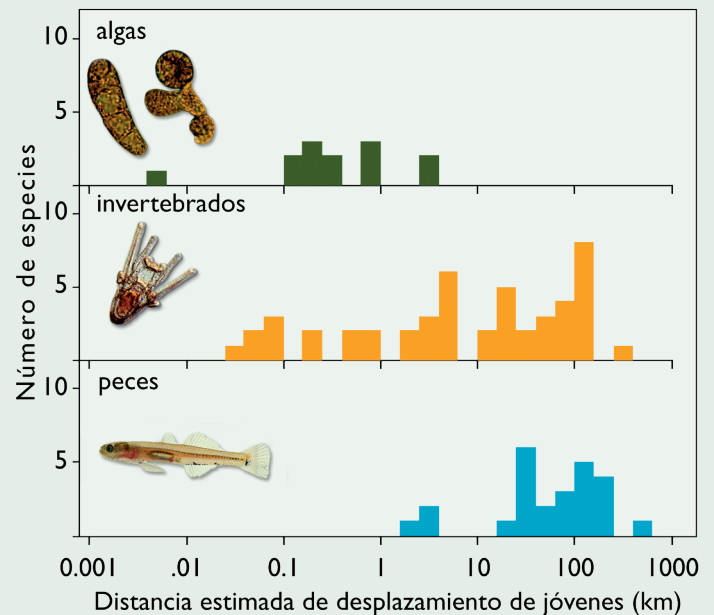 10
algas
5
Número de especies
10
invertebrados
5
10
peces
5
0.001 .01 0.1 1 10 100 1000
Distancia estimada de desplazamiento de jóvenes (km)